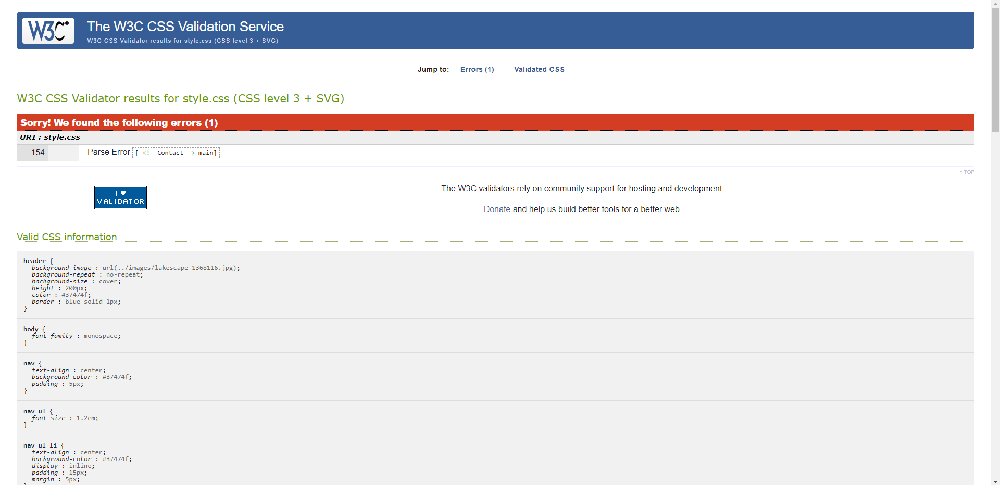 W3C®
The W3C CSS Validation Service
W3C CSS Validator results for style.css (CSS level 3 + SVG)
Jump to: Errors (1) Validated CSS
W3C CSS Validator results for style.css (CSS level 3 + SVG)
Sorry! We found the following errors (1)
URI : style.css
154 Parse Error [ <!--Contact--> main]
↑ TOP
I ♥
VALIDATOR
The W3C validators rely on community support for hosting and development.
Donate and help us build better tools for a better web.
Valid CSS information
header {
background-image : url(../images/lakescape-1368116.jpg);
background-repeat : no-repeat;
background-size : cover;
height : 200px;
color : #37474f;
border : blue solid 1px;
}
body {
font-family : monospace;
}
nav {
text-align : center;
background-color : #37474f;
padding : 5px;
}
nav ul {
font-size : 1.2em;
}
nav ul li {
text-align : center;
background-color : #37474f;
display : inline;
padding : 15px;
margin : 5px;